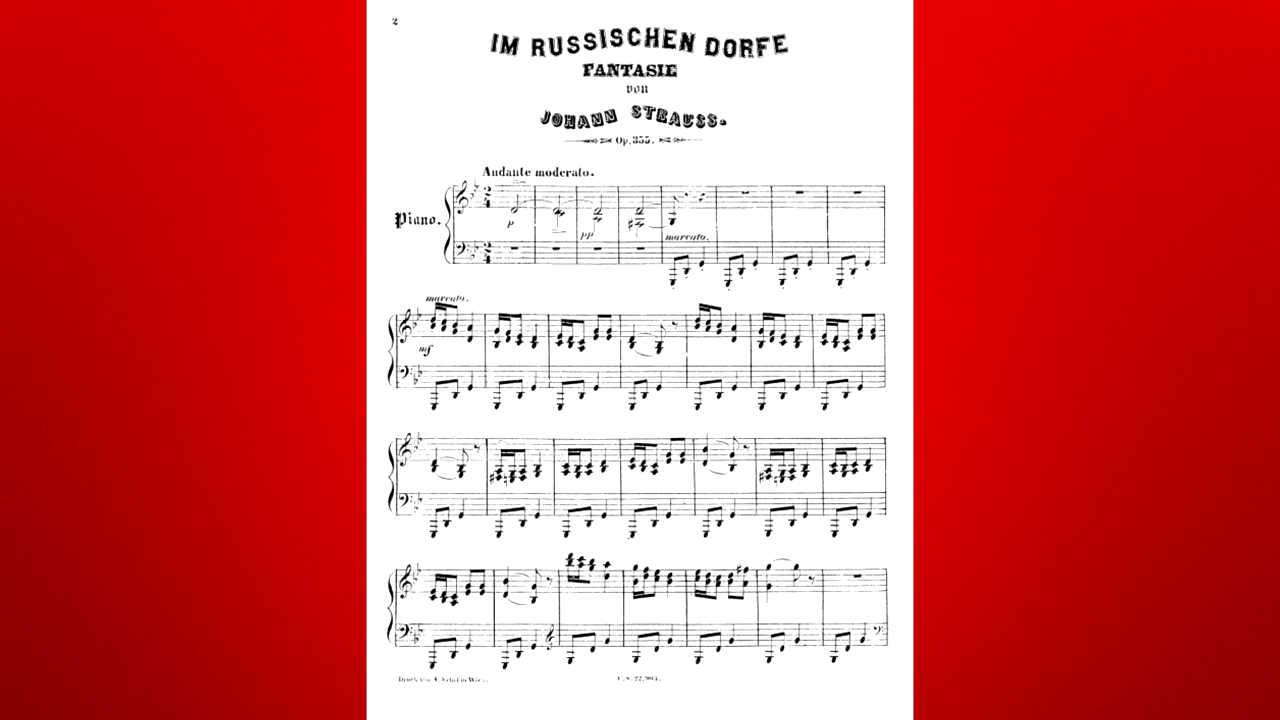 2
IM RUSSISCHEN DORFE
FANTASIE
von
JOHANN STRAUSS.
Op. 355.
Andante moderato.
Piano.
p
pp
marcato.
marcato.
mf